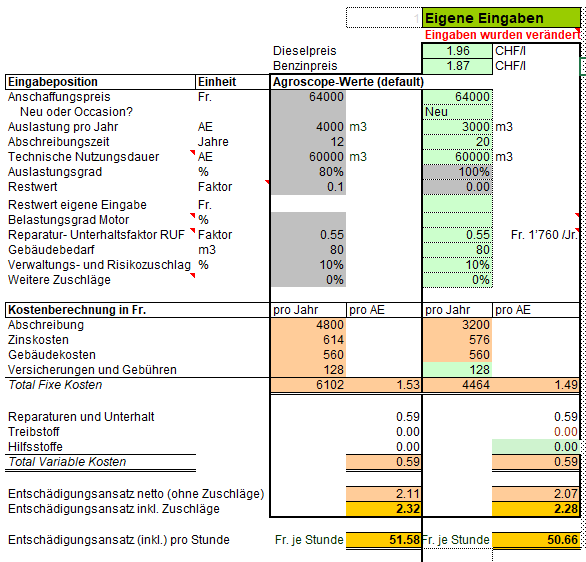 Eigene Eingaben
Eingaben wurden verändert
Dieselpreis 1.96 CHF/l
Benzinpreis 1.87 CHF/l
Eingabeposition Einheit Agroscope-Werte (default)
Anschaffungspreis Fr. 64000 64000
Neu oder Occasion? Neu
Auslastung pro Jahr AE 4000 m3 3000 m3
Abschreibungszeit Jahre 12 20
Technische Nutzungsdauer AE 60000 m3 60000 m3
Auslastungsgrad % 80% 100%
Restwert Faktor 0.1 0.00
Restwert eigene Eingabe Fr.
Belastungsgrad Motor %
Reparatur- Unterhaltsfaktor RUF Faktor 0.55 0.55 Fr. 1'760 /Jr.
Gebäudebedarf m3 80 80
Verwaltungs- und Risikozuschlag % 10% 10%
Weitere Zuschläge 0% 0%
Kostenberechnung in Fr. pro Jahr pro AE pro Jahr pro AE
Abschreibung 4800 3200
Zinskosten 614 576
Gebäudekosten 560 560
Versicherungen und Gebühren 128 128
Total Fixe Kosten 6102 1.53 4464 1.49
Reparaturen und Unterhalt 0.59 0.59
Treibstoff 0.00 0.00
Hilfsstoffe 0.00 0.00
Total Variable Kosten 0.59 0.59
Entschädigungsansatz netto (ohne Zuschläge) 2.11 2.07
Entschädigungsansatz inkl. Zuschläge 2.32 2.28
Entschädigungsansatz (inkl.) pro Stunde Fr. je Stunde 51.58 Fr. je Stunde 50.66